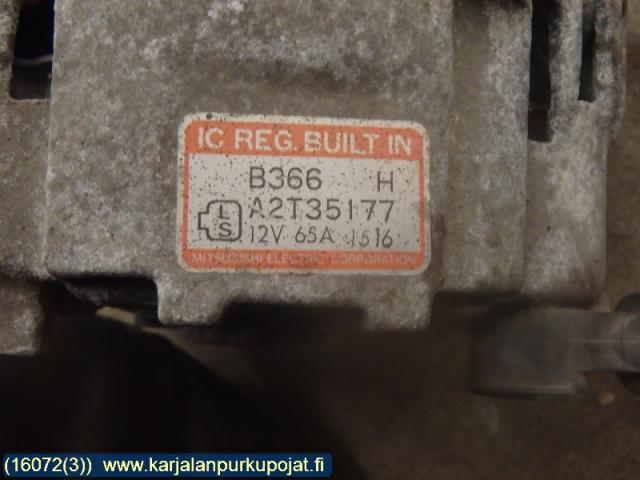 IC REG. BUILT IN
B366 H
A2T35177
L
S
12V 65A 1516
MITSUBISHI ELECTRIC CORPORATION
(16072(3)) www.karjalanpurkupojat.fi